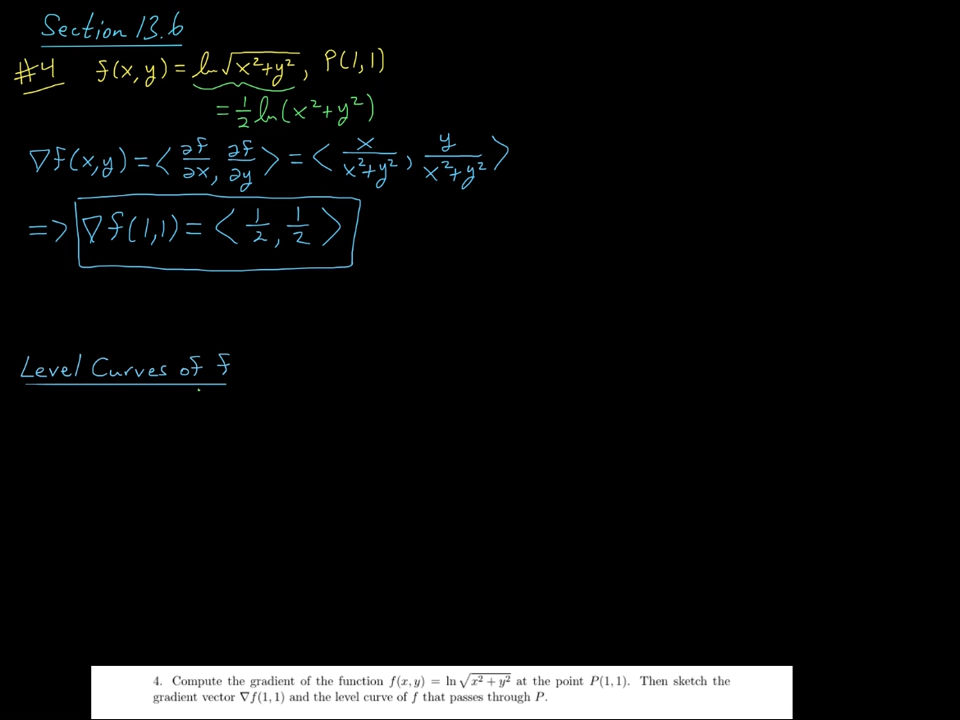 Section 13.6
#4 f(x,y) = ln√(x²+y²), P(1,1)
= 1/2 ln(x²+y²)
∇f(x,y) = ⟨∂f/∂x, ∂f/∂y⟩ = ⟨x/(x²+y²), y/(x²+y²)⟩
=> ∇f(1,1) = ⟨1/2, 1/2⟩
Level Curves of f
4. Compute the gradient of the function f(x, y) = ln √(x² + y²) at the point P(1, 1). Then sketch the
gradient vector ∇f(1, 1) and the level curve of f that passes through P.